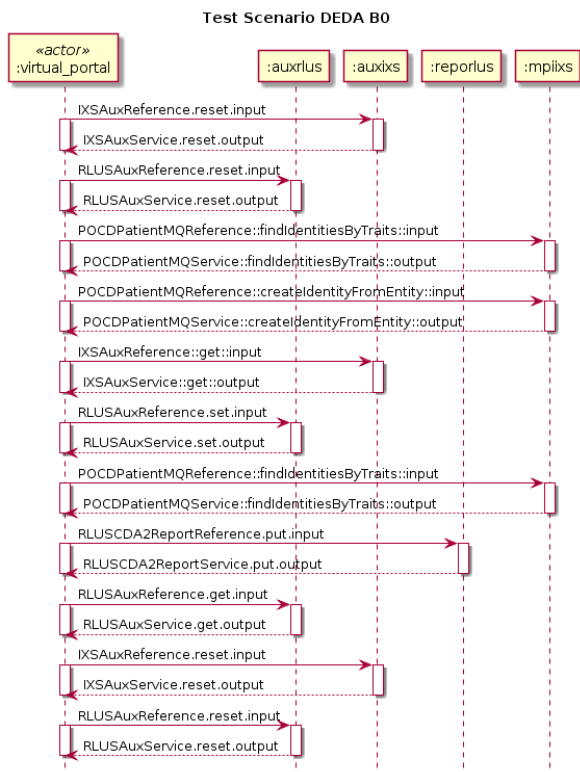 Test Scenario DEDA B0
«actor»
:virtual_portal
:auxrlus
:auxixs
:reporlus
:mpiixs
IXSAuxReference.reset.input
IXSAuxService.reset.output
RLUSAuxReference.reset.input
RLUSAuxService.reset.output
POCDPatientMQReference::findIdentitiesByTraits::input
POCDPatientMQService::findIdentitiesByTraits::output
POCDPatientMQReference::createIdentityFromEntity::input
POCDPatientMQService::createIdentityFromEntity::output
IXSAuxReference::get::input
IXSAuxService::get::output
RLUSAuxReference.set.input
RLUSAuxService.set.output
POCDPatientMQReference::findIdentitiesByTraits::input
POCDPatientMQService::findIdentitiesByTraits::output
RLUSCDA2ReportReference.put.input
RLUSCDA2ReportService.put.output
RLUSAuxReference.get.input
RLUSAuxService.get.output
IXSAuxReference.reset.input
IXSAuxService.reset.output
RLUSAuxReference.reset.input
RLUSAuxService.reset.output